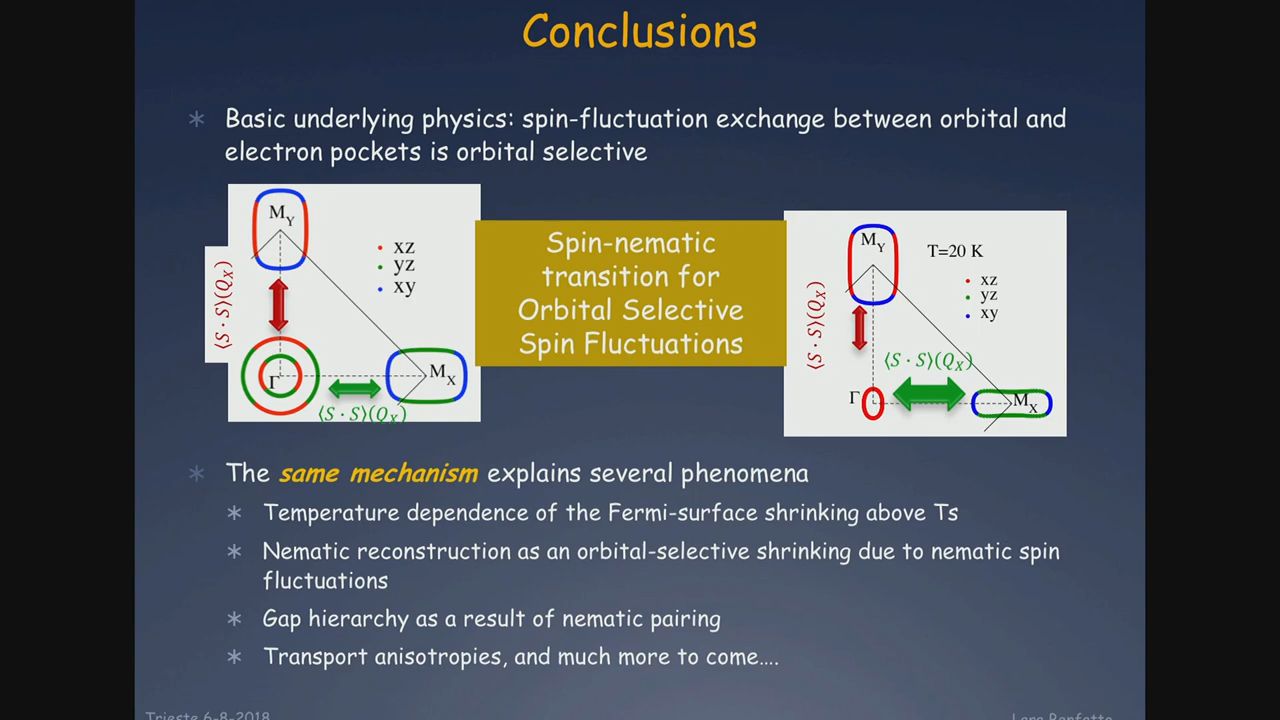 Conclusions
Basic underlying physics: spin-fluctuation exchange between orbital and
electron pockets is orbital selective
M_Y
xz
yz
xy
⟨S · S⟩(Q_X)
Γ
M_X
⟨S · S⟩(Q_X)
Spin-nematic
transition for
Orbital Selective
Spin Fluctuations
M_Y
T=20 K
xz
yz
xy
⟨S · S⟩(Q_X)
⟨S · S⟩(Q_X)
Γ
M_X
The same mechanism explains several phenomena
Temperature dependence of the Fermi-surface shrinking above Ts
Nematic reconstruction as an orbital-selective shrinking due to nematic spin
fluctuations
Gap hierarchy as a result of nematic pairing
Transport anisotropies, and much more to come....
Trieste 6-8-2018